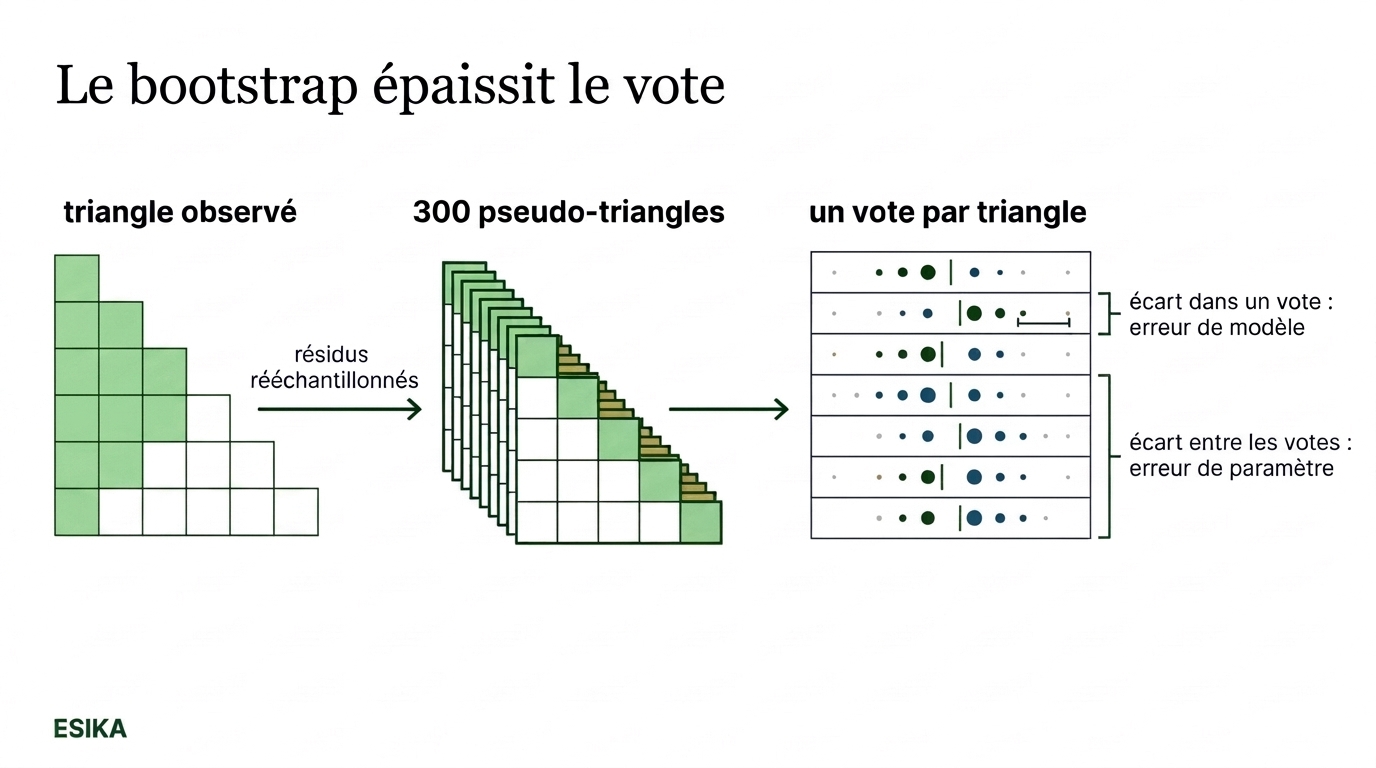 Le bootstrap épaissit le vote
triangle observé
300 pseudo-triangles
un vote par triangle
résidus
rééchantillonnés
écart dans un vote :
erreur de modèle
écart entre les votes :
erreur de paramètre
ESIKA